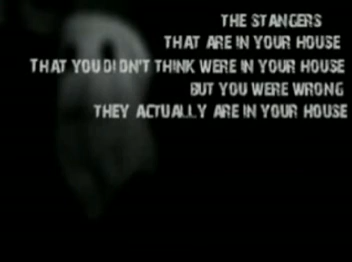 THE STANGERS
THAT ARE IN YOUR HOUSE
THAT YOU DIDN'T THINK WERE IN YOUR HOUSE
BUT YOU WERE WRONG
THEY ACTUALLY ARE IN YOUR HOUSE